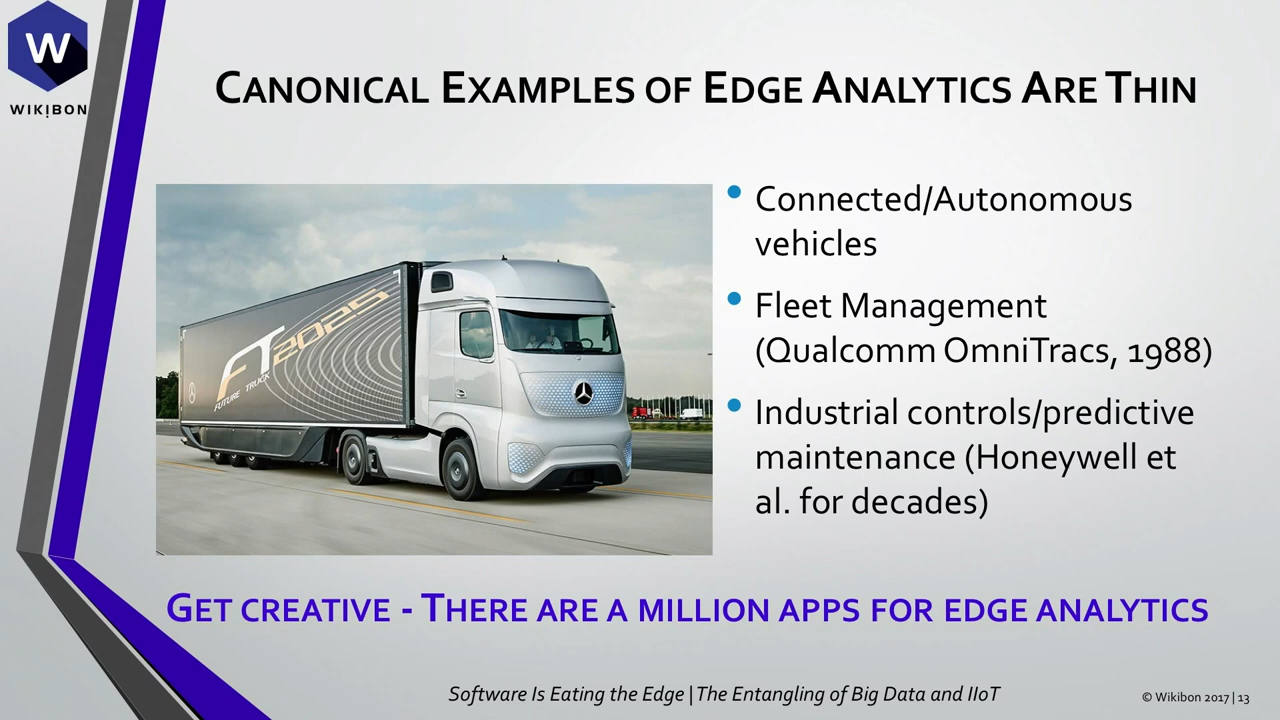 W
WIKIBON
CANONICAL EXAMPLES OF EDGE ANALYTICS ARE THIN
FT
2025
FUTURE TRUCK
• Connected/Autonomous
vehicles
• Fleet Management
(Qualcomm OmniTracs, 1988)
• Industrial controls/predictive
maintenance (Honeywell et
al. for decades)
GET CREATIVE - THERE ARE A MILLION APPS FOR EDGE ANALYTICS
Software Is Eating the Edge | The Entangling of Big Data and IIoT
© Wikibon 2017 | 13